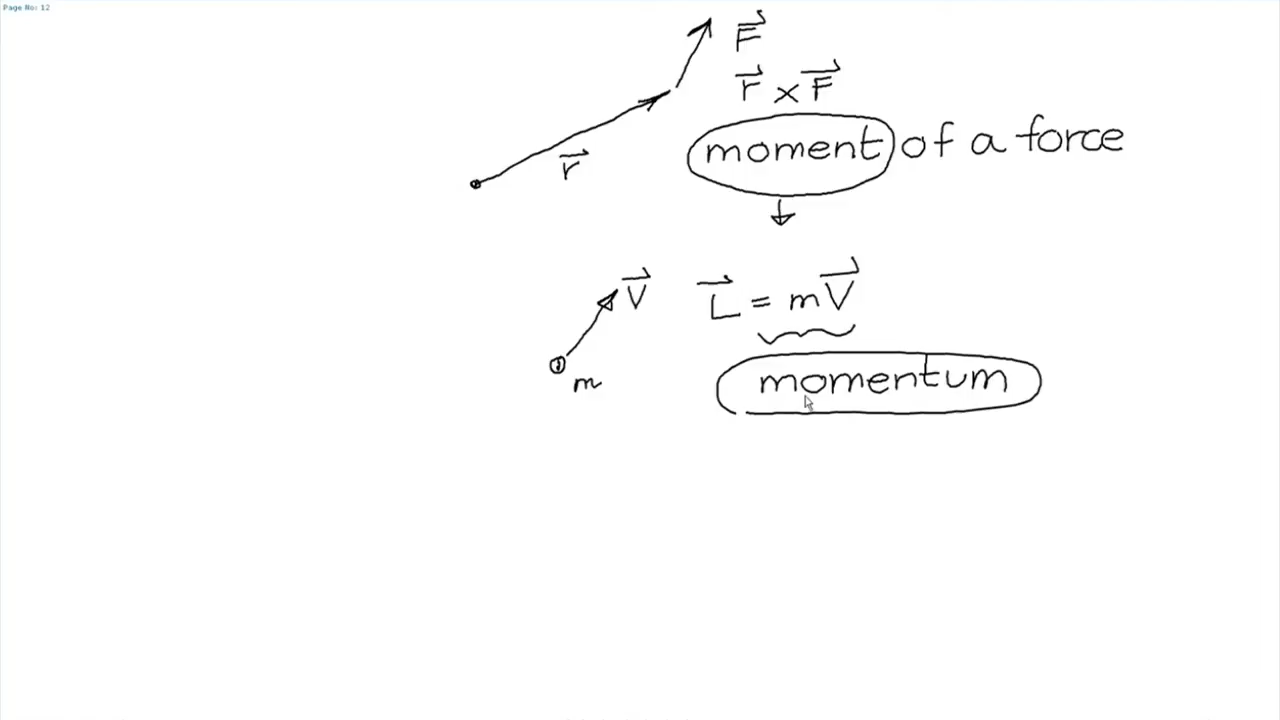 Page No: 12
F⃗
r⃗ × F⃗
moment of a force
r⃗
V⃗ L⃗ = mV⃗
m
momentum